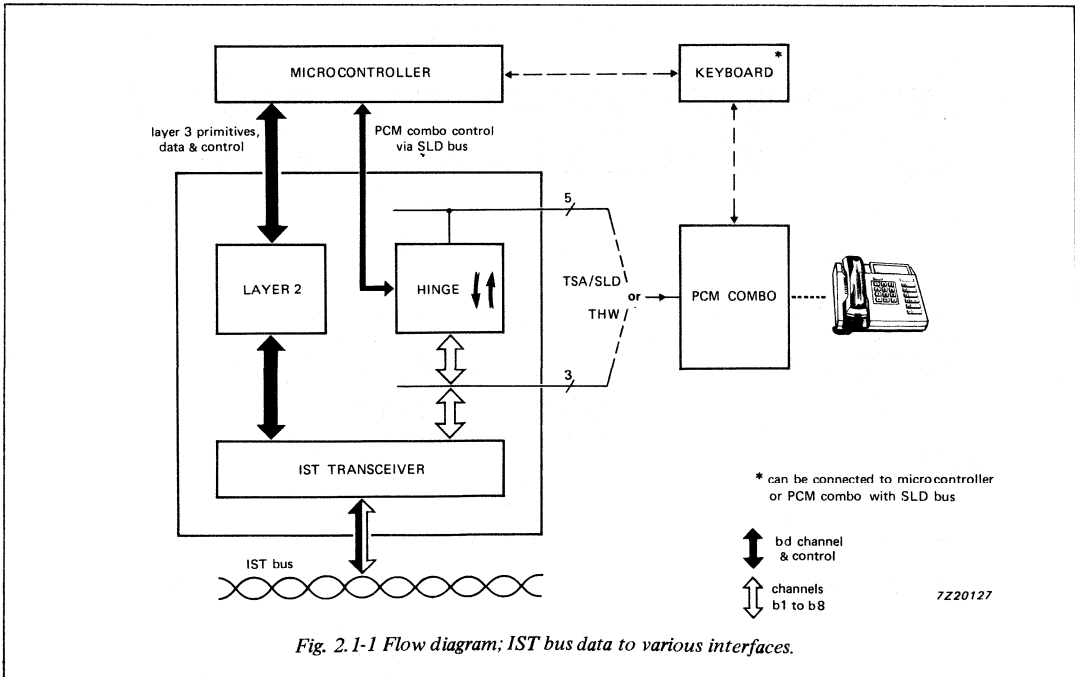 MICROCONTROLLER
KEYBOARD *
layer 3 primitives,
data & control
PCM combo control
via SLD bus
5
LAYER 2
HINGE
TSA/SLD
or
THW
PCM COMBO
3
IST TRANSCEIVER
* can be connected to microcontroller
or PCM combo with SLD bus
IST bus
bd channel
& control
channels
b1 to b8
7Z20127
Fig. 2.1-1 Flow diagram; IST bus data to various interfaces.